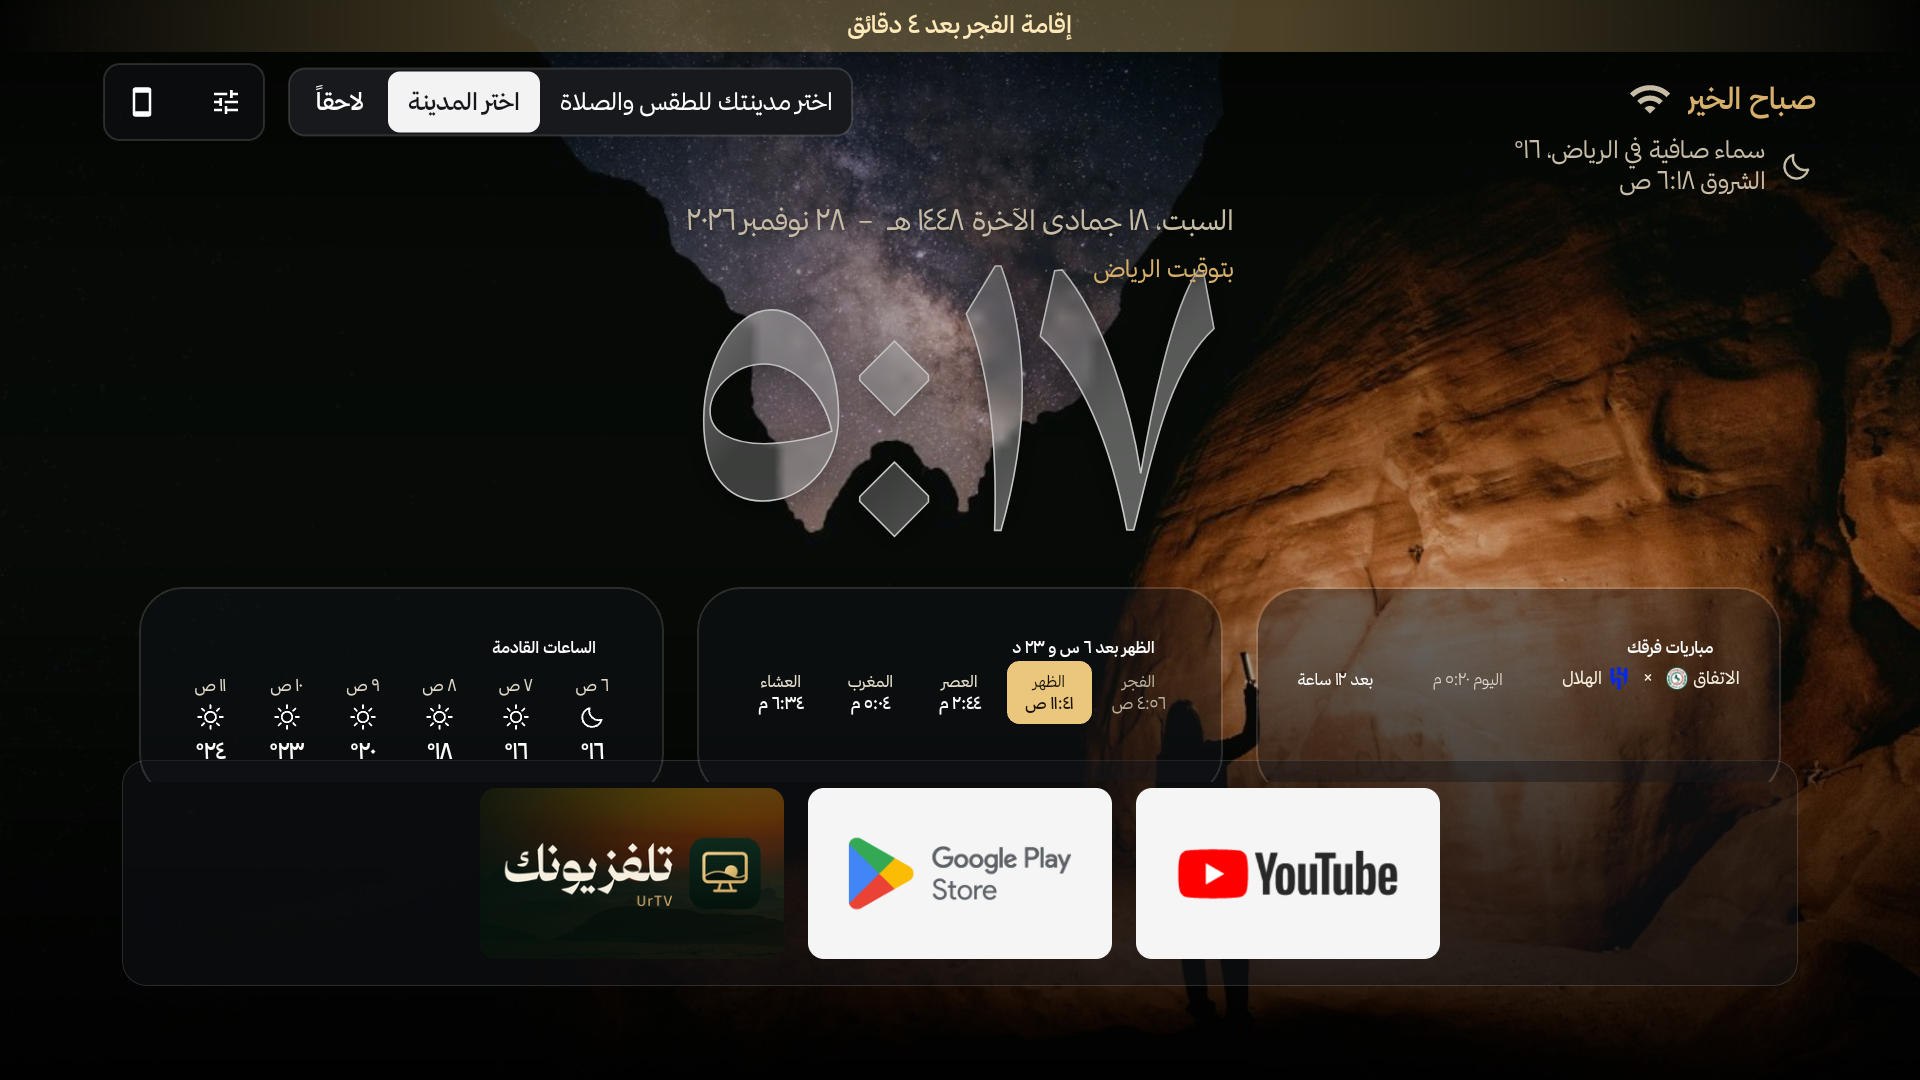 إقامة الفجر بعد ٤ دقائق
صباح الخير
سماء صافية في الرياض، ١٦°
الشروق ٦:١٨ ص
اختر مدينتك للطقس والصلاة
اختر المدينة
لاحقاً
السبت، ١٨ جمادى الآخرة ١٤٤٨ هـ – ٢٨ نوفمبر ٢٠٢٦
بتوقيت الرياض
٥:١٧
مباريات فرقك
الاتفاق × الهلال
اليوم ٥:٢٠ م
بعد ١٢ ساعة
الظهر بعد ٦ س و ٢٣ د
الفجر
٤:٥٦ ص
الظهر
١١:٤١ ص
العصر
٢:٤٤ م
المغرب
٥:٠٤ م
العشاء
٦:٣٤ م
الساعات القادمة
٦ ص
٧ ص
٨ ص
٩ ص
١٠ ص
١١ ص
١٦°
١٦°
١٨°
٢٠°
٢٣°
٢٤°
YouTube
Google Play
Store
تلفزيونك
UrTV